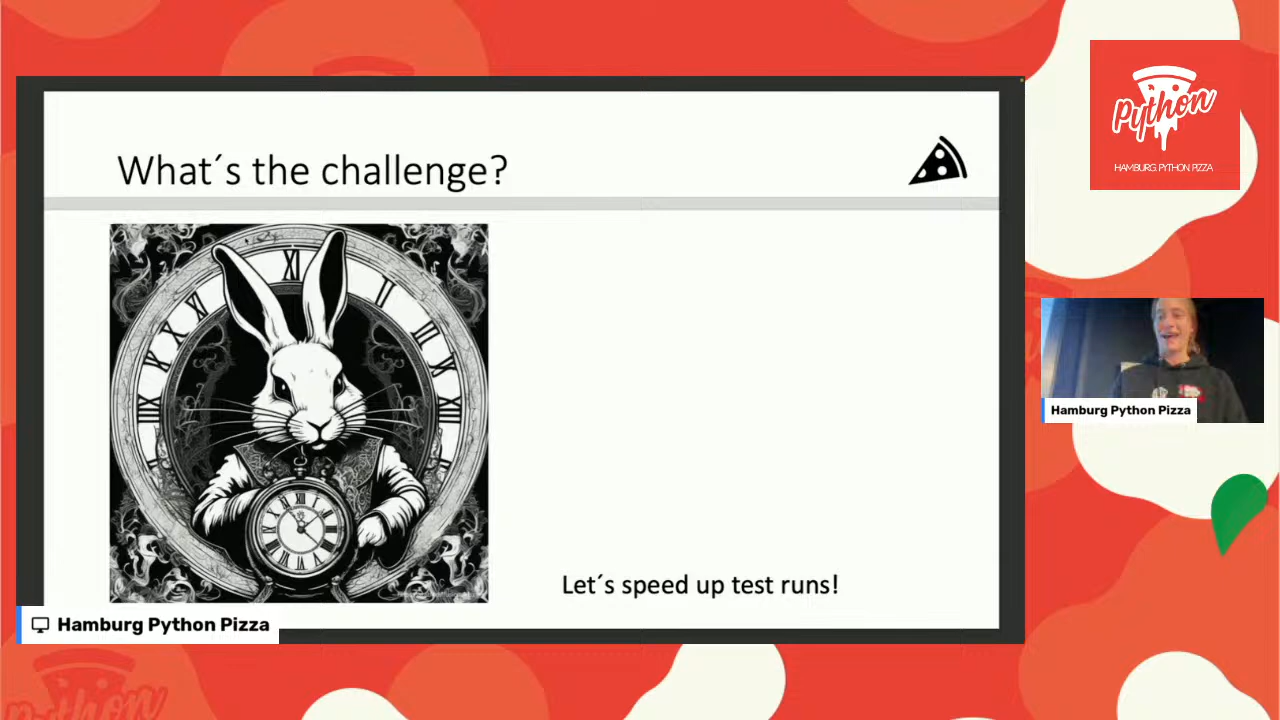 What´s the challenge?
Let´s speed up test runs!
Hamburg Python Pizza
Python
HAMBURG PYTHON PIZZA
Hamburg Python Pizza